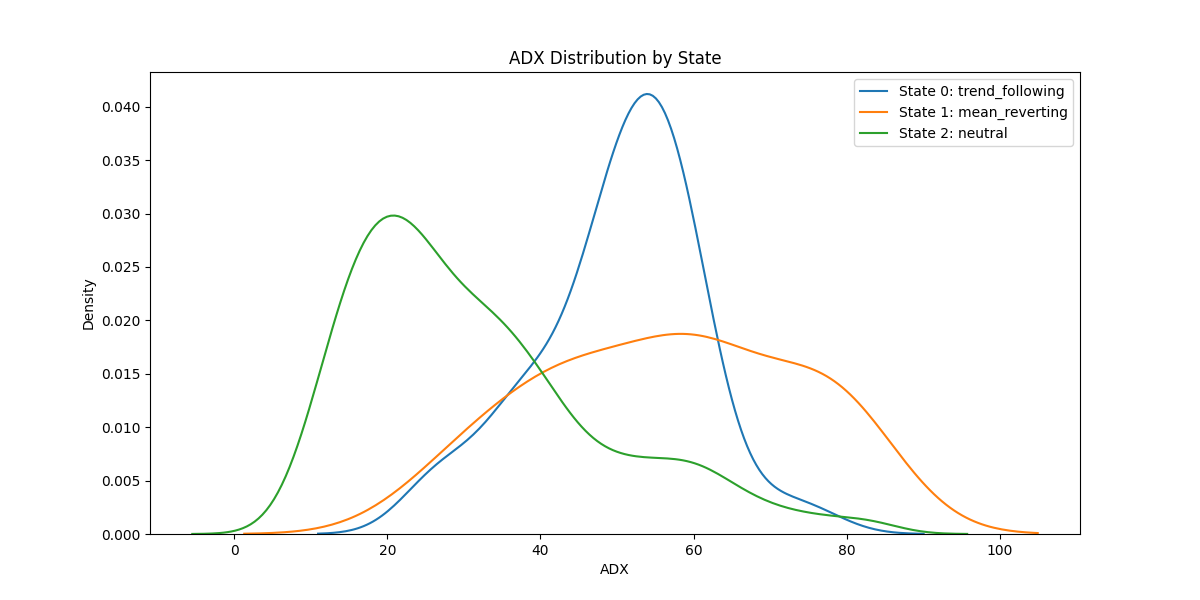 ADX Distribution by State
State 0: trend_following
State 1: mean_reverting
State 2: neutral
Density
0.040
0.035
0.030
0.025
0.020
0.015
0.010
0.005
0.000
0 20 40 60 80 100
ADX